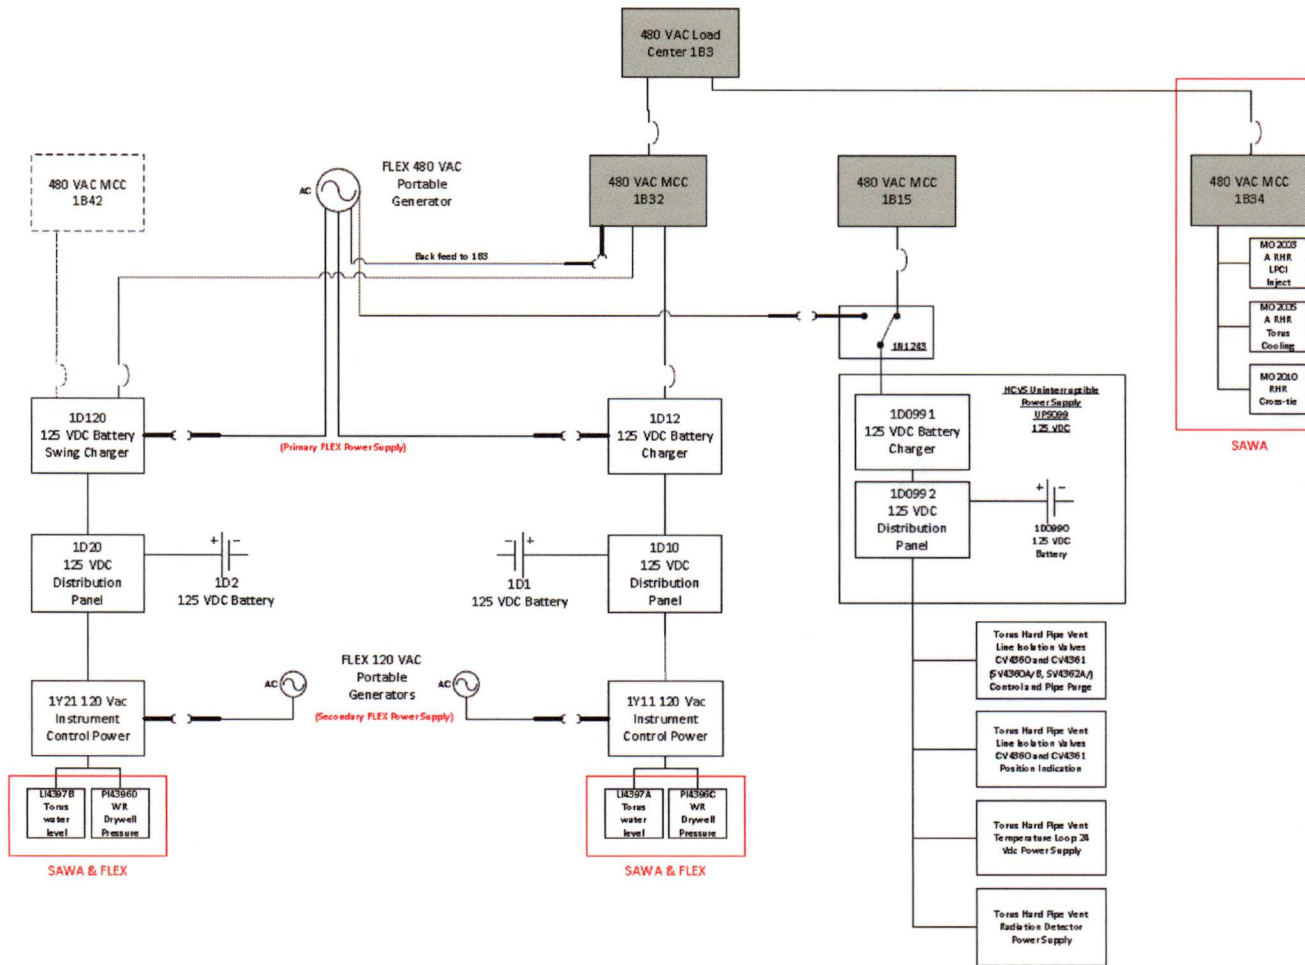 480 VAC Load
Center 1B3
480 VAC MCC
1B42
AC
FLEX 480 VAC
Portable
Generator
480 VAC MCC
1B32
480 VAC MCC
1B15
480 VAC MCC
1B34
Back feed to 1B3
MO2003
A RHR
LPCI
Inject
MO2005
A RHR
Torus
Cooling
MO2010
RHR
Cross-tie
SAWA
1N1243
1D120
125 VDC Battery
Swing Charger
(Primary FLEX Power Supply)
1D12
125 VDC Battery
Charger
HCVS Uninterruptible
Power Supply
UPS099
125 VDC
1D0991
125 VDC Battery
Charger
1D0992
125 VDC
Distribution
Panel
+ -
1D0990
125 VDC
Battery
1D20
125 VDC
Distribution
Panel
+ -
1D2
125 VDC Battery
- +
1D1
125 VDC Battery
1D10
125 VDC
Distribution
Panel
1Y21 120 Vac
Instrument
Control Power
AC
FLEX 120 VAC
Portable
Generators
(Secondary FLEX Power Supply)
AC
1Y11 120 Vac
Instrument
Control Power
LI4397B
Torus
water
level
PI4396D
WR
Drywell
Pressure
SAWA & FLEX
LI4397A
Torus
water
level
PI4396C
WR
Drywell
Pressure
SAWA & FLEX
Torus Hard Pipe Vent
Line Isolation Valves
CV4360 and CV4361
(SV4360A/B, SV4362A/)
Control and Pipe Purge
Torus Hard Pipe Vent
Line Isolation Valves
CV4360 and CV4361
Position Indication
Torus Hard Pipe Vent
Temperature Loop 24
Vdc Power Supply
Torus Hard Pipe Vent
Radiation Detector
Power Supply